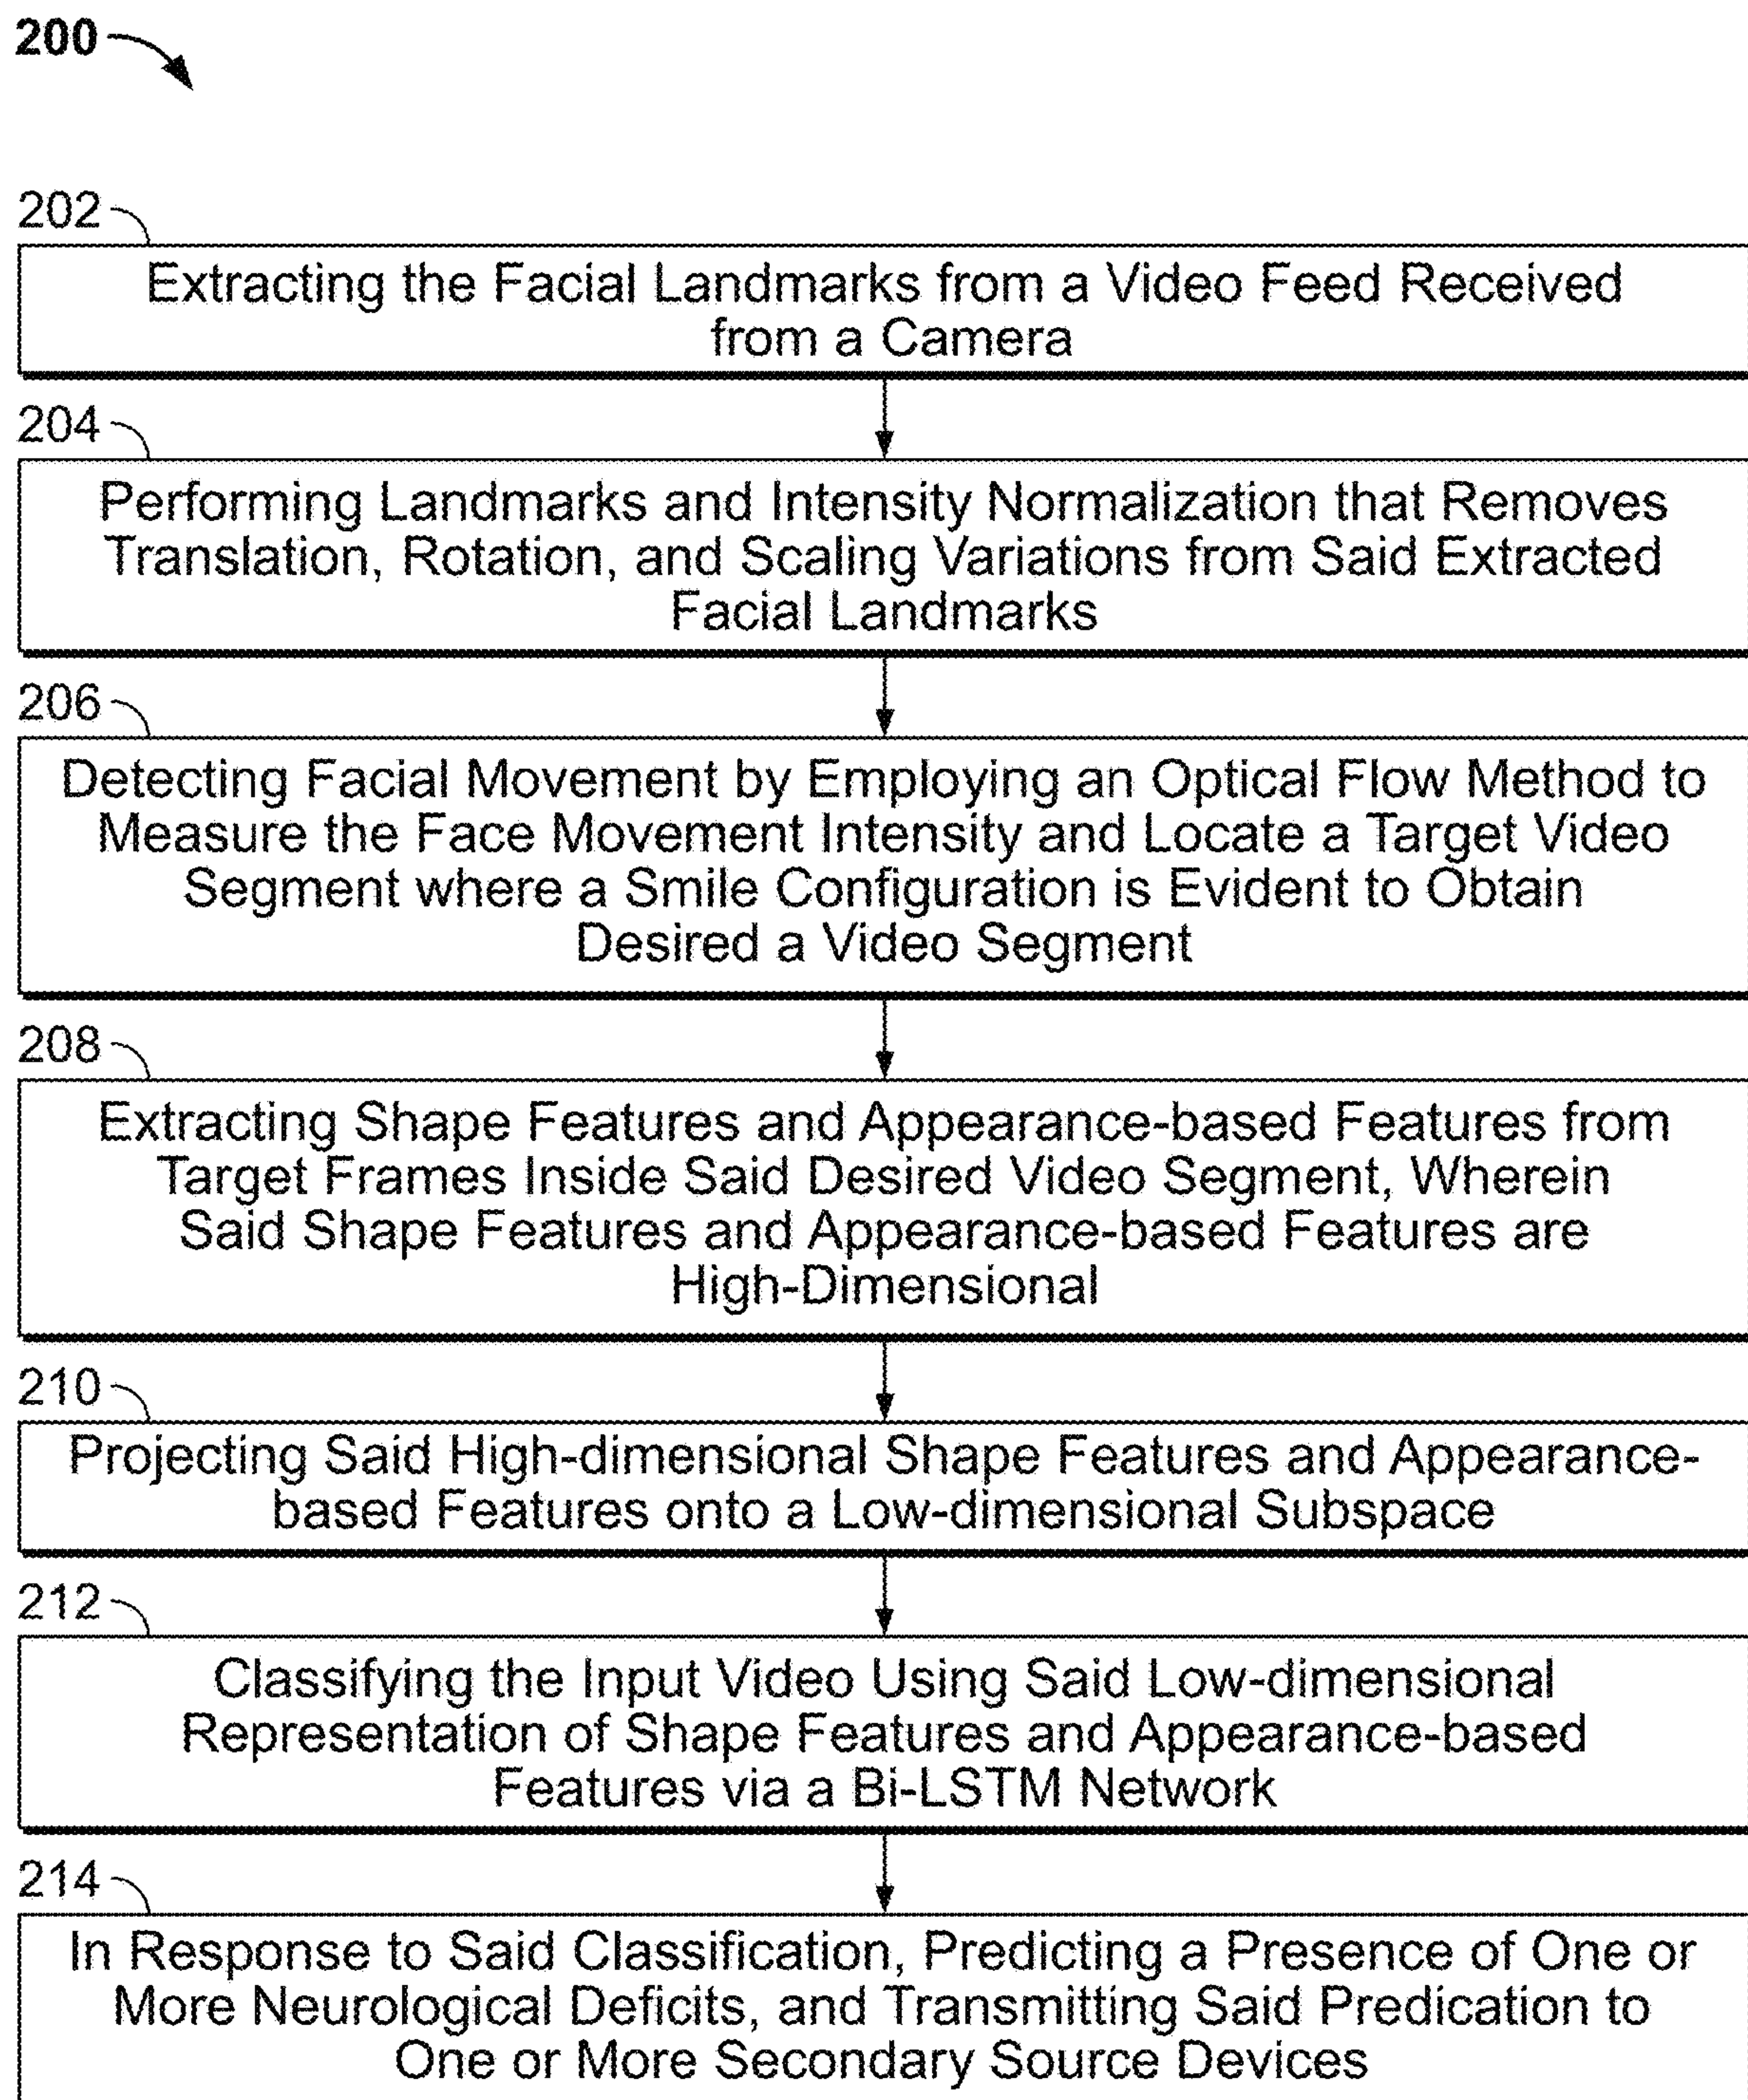 200
202
Extracting the Facial Landmarks from a Video Feed Received
from a Camera
204
Performing Landmarks and Intensity Normalization that Removes
Translation, Rotation, and Scaling Variations from Said Extracted
Facial Landmarks
206
Detecting Facial Movement by Employing an Optical Flow Method to
Measure the Face Movement Intensity and Locate a Target Video
Segment where a Smile Configuration is Evident to Obtain
Desired a Video Segment
208
Extracting Shape Features and Appearance-based Features from
Target Frames Inside Said Desired Video Segment, Wherein
Said Shape Features and Appearance-based Features are
High-Dimensional
210
Projecting Said High-dimensional Shape Features and Appearance-
based Features onto a Low-dimensional Subspace
212
Classifying the Input Video Using Said Low-dimensional
Representation of Shape Features and Appearance-based
Features via a Bi-LSTM Network
214
In Response to Said Classification, Predicting a Presence of One or
More Neurological Deficits, and Transmitting Said Predication to
One or More Secondary Source Devices